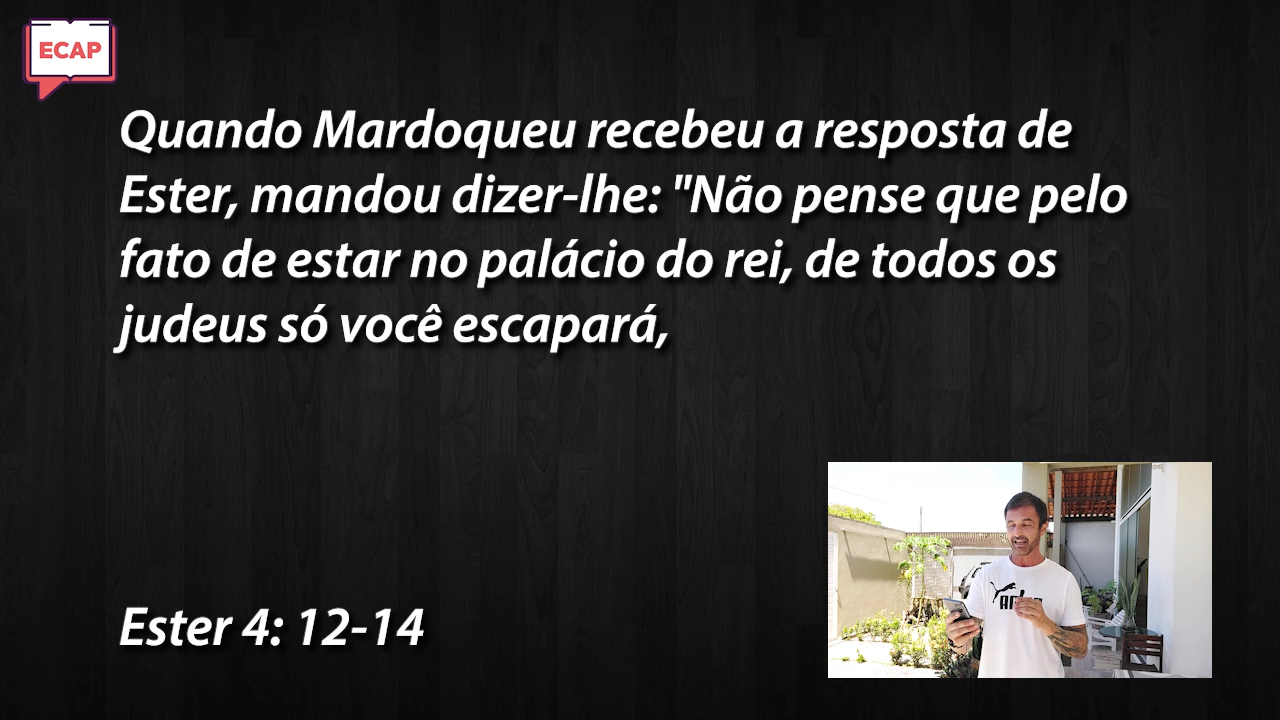 ECAP
Quando Mardoqueu recebeu a resposta de
Ester, mandou dizer-lhe: "Não pense que pelo
fato de estar no palácio do rei, de todos os
judeus só você escapará,
Ester 4: 12-14